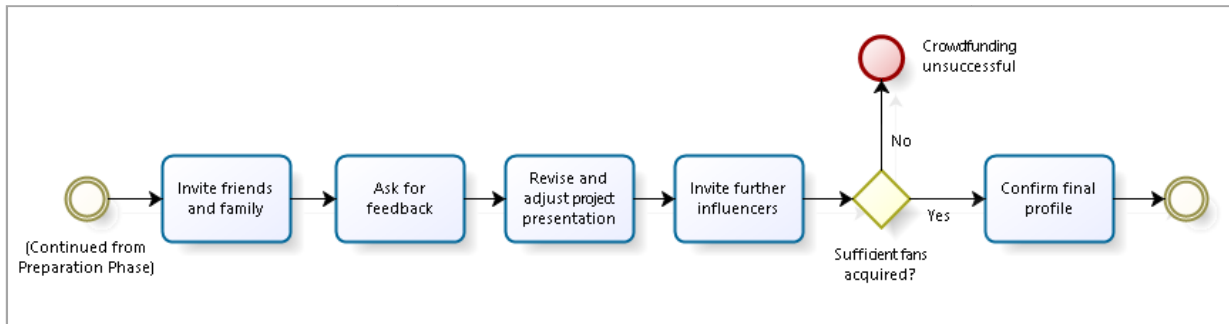 (Continued from
Preparation Phase)
Invite friends
and family
Ask for
feedback
Revise and
adjust project
presentation
Invite further
influencers
Sufficient fans
acquired?
No
Crowdfunding
unsuccessful
Yes
Confirm final
profile